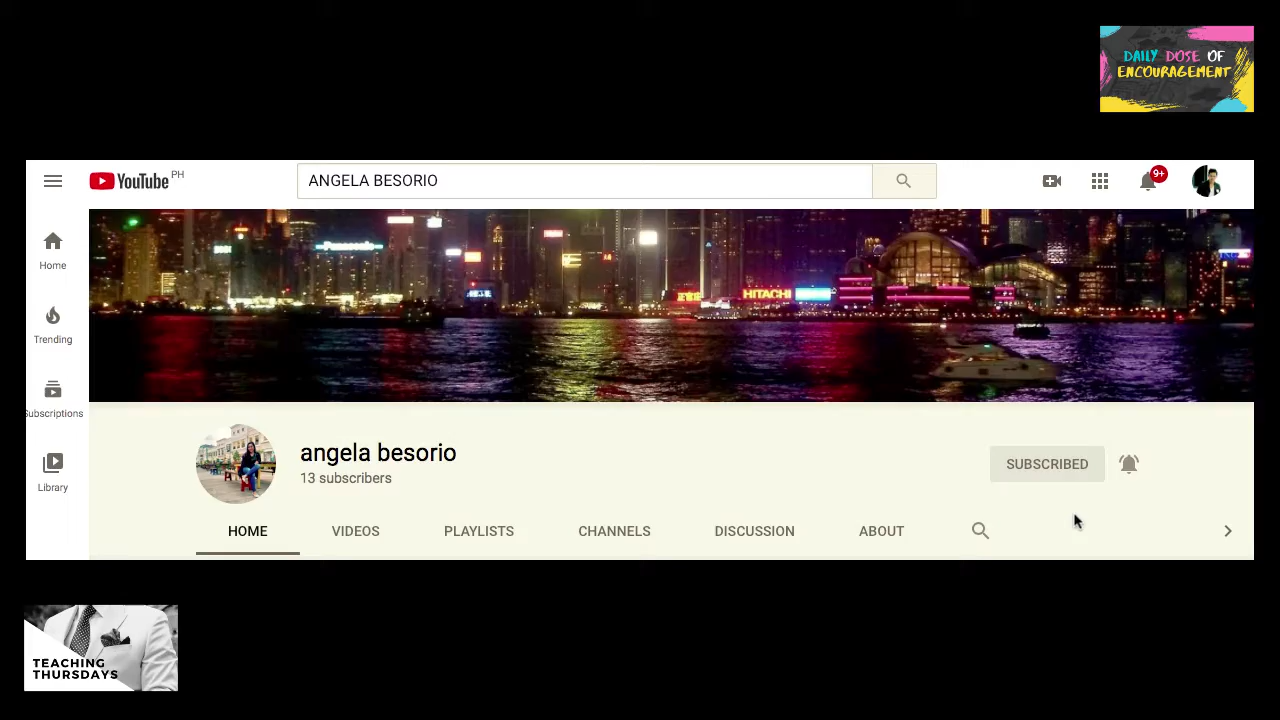 DAILY DOSE OF
ENCOURAGEMENT
YouTube PH
ANGELA BESORIO
9+
Home
Trending
Subscriptions
Library
Panasonic
HITACHI
angela besorio
13 subscribers
SUBSCRIBED
HOME VIDEOS PLAYLISTS CHANNELS DISCUSSION ABOUT
TEACHING
THURSDAYS